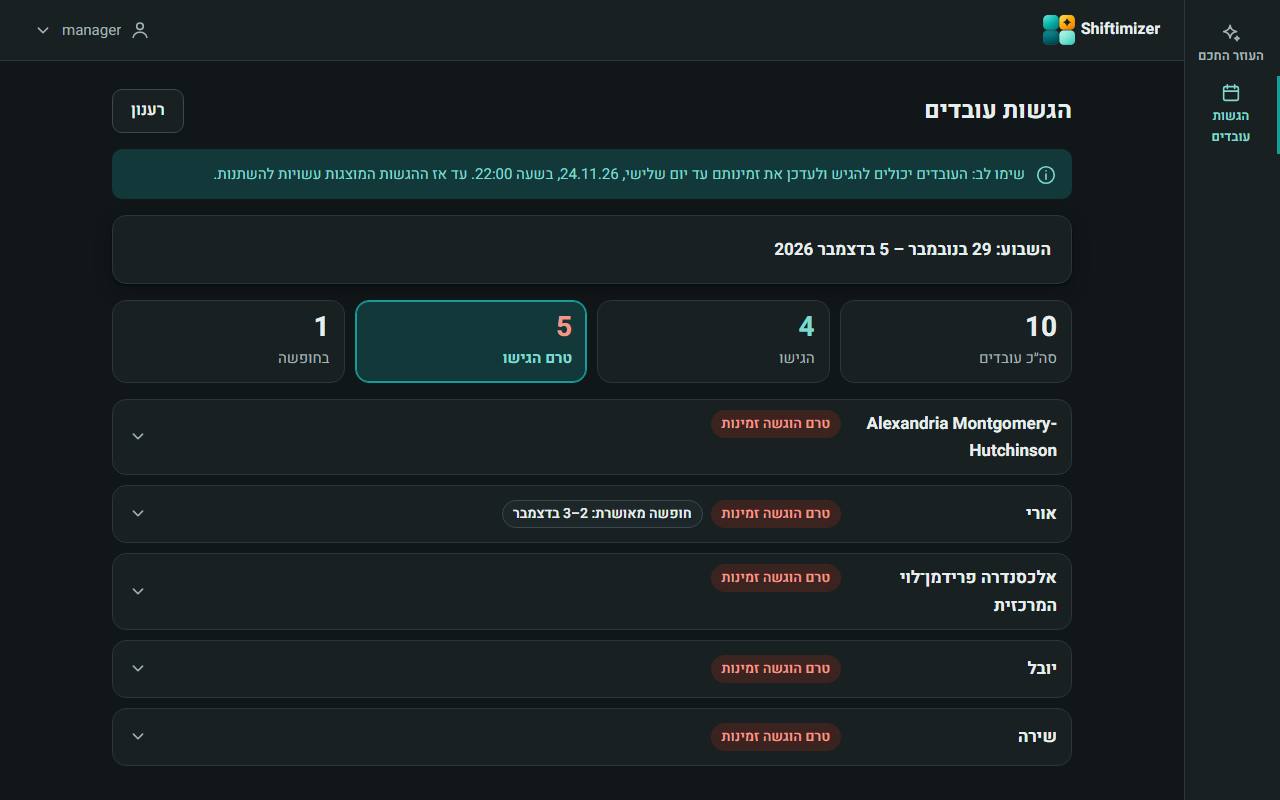 Shiftimizer
manager
העוזר החכם
הגשות
עובדים
הגשות עובדים
רענון
שימו לב: העובדים יכולים להגיש ולעדכן את זמינותם עד יום שלישי, 24.11.26, בשעה 22:00. עד אז ההגשות המוצגות עשויות להשתנות.
השבוע: 29 בנובמבר – 5 בדצמבר 2026
10
סה״כ עובדים
4
הגישו
5
טרם הגישו
1
בחופשה
Alexandria Montgomery-
Hutchinson
טרם הוגשה זמינות
אורי
טרם הוגשה זמינות
חופשה מאושרת: 2–3 בדצמבר
אלכסנדרה פרידמן־לוי
המרכזית
טרם הוגשה זמינות
יובל
טרם הוגשה זמינות
שירה
טרם הוגשה זמינות